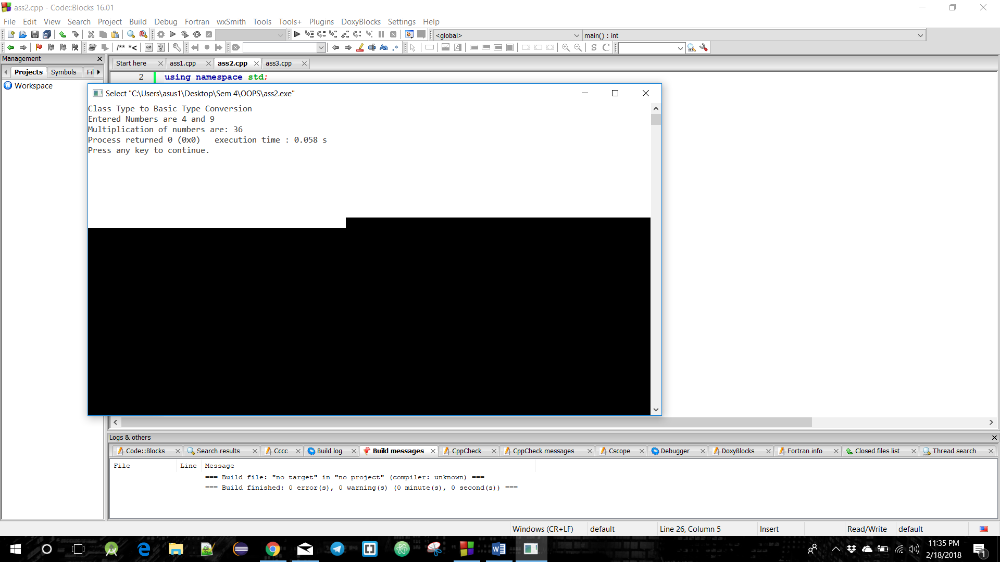 ass2.cpp - Code::Blocks 16.01
File Edit View Search Project Build Debug Fortran wxSmith Tools Tools+ Plugins DoxyBlocks Settings Help
<global> main() : int
/** *< Aa .* S C
Management
Start here ass1.cpp ass2.cpp ass3.cpp
Projects Symbols Fil
2 using namespace std;
Workspace
Select "C:\Users\asus1\Desktop\Sem 4\OOPS\ass2.exe"
Class Type to Basic Type Conversion
Entered Numbers are 4 and 9
Multiplication of numbers are: 36
Process returned 0 (0x0)   execution time : 0.058 s
Press any key to continue.
Logs & others
Code::Blocks Search results Cccc Build log Build messages CppCheck CppCheck messages Cscope Debugger DoxyBlocks Fortran info Closed files list Thread search
File Line Message
=== Build file: "no target" in "no project" (compiler: unknown) ===
=== Build finished: 0 error(s), 0 warning(s) (0 minute(s), 0 second(s)) ===
Windows (CR+LF) default Line 26, Column 5 Insert Read/Write default
11:35 PM
2/18/2018
1